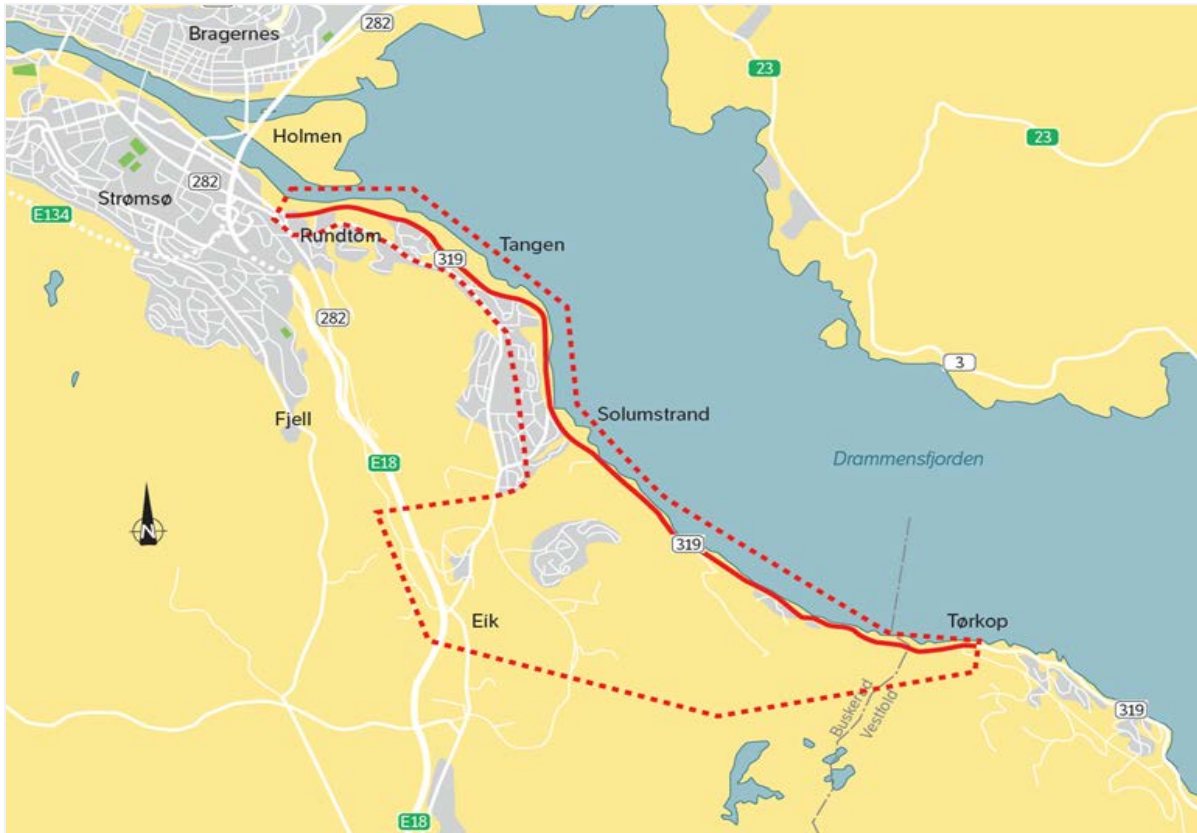 282
Bragernes
23
Holmen
23
282
Strømsø
E134
Rundtom
Tangen
319
282
3
Fjell
Solumstrand
Drammensfjorden
E18
N
319
Eik
Tørkop
Buskerud
Vestfold
319
E18